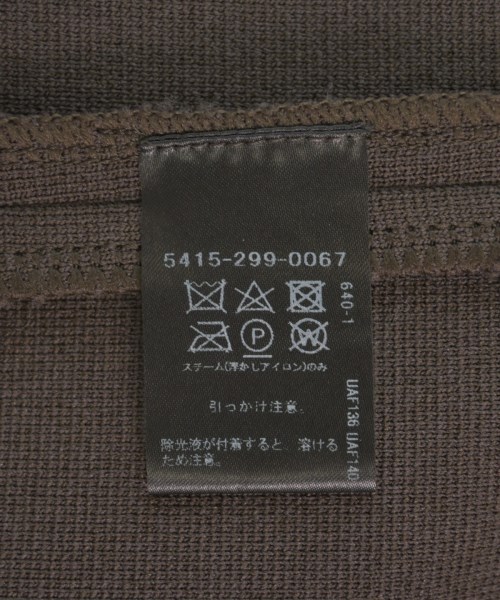 5415-299-0067
640-1
P
W
スチーム(浮かしアイロン)のみ
引っかけ注意。
除光液が付着すると、溶ける
ため注意。
UAF136 UAF140